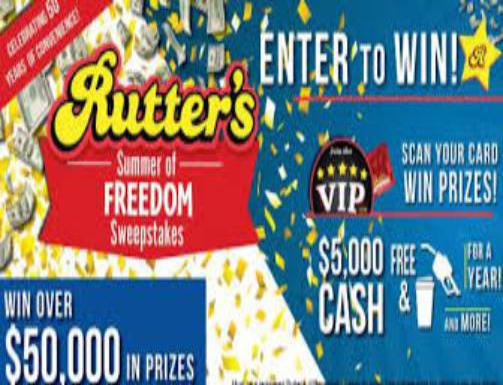 CELEBRATING 50
YEARS OF CONVENIENCE!
Rutter's
Summer of
FREEDOM
Sweepstakes
WIN OVER
$50,000 IN PRIZES
ENTER TO WIN!
R
VIP
SCAN YOUR CARD
WIN PRIZES!
$5,000 CASH
FREE
&
FOR A
YEAR!
AND MORE!